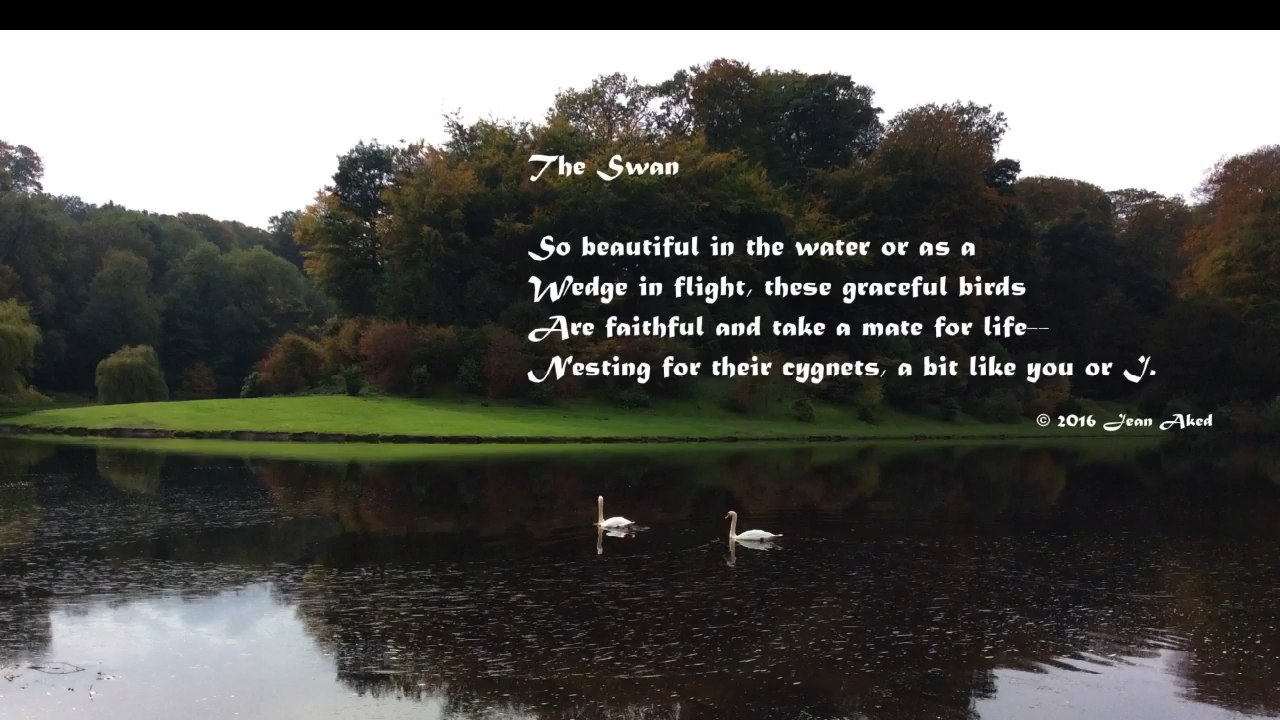 The Swan
So beautiful in the water or as a
Wedge in flight, these graceful birds
Are faithful and take a mate for life--
Nesting for their cygnets, a bit like you or I.
© 2016 Jean Aked